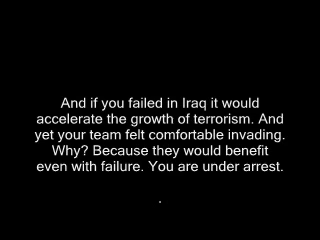 And if you failed in Iraq it would
accelerate the growth of terrorism. And
yet your team felt comfortable invading.
Why? Because they would benefit
even with failure. You are under arrest.
.